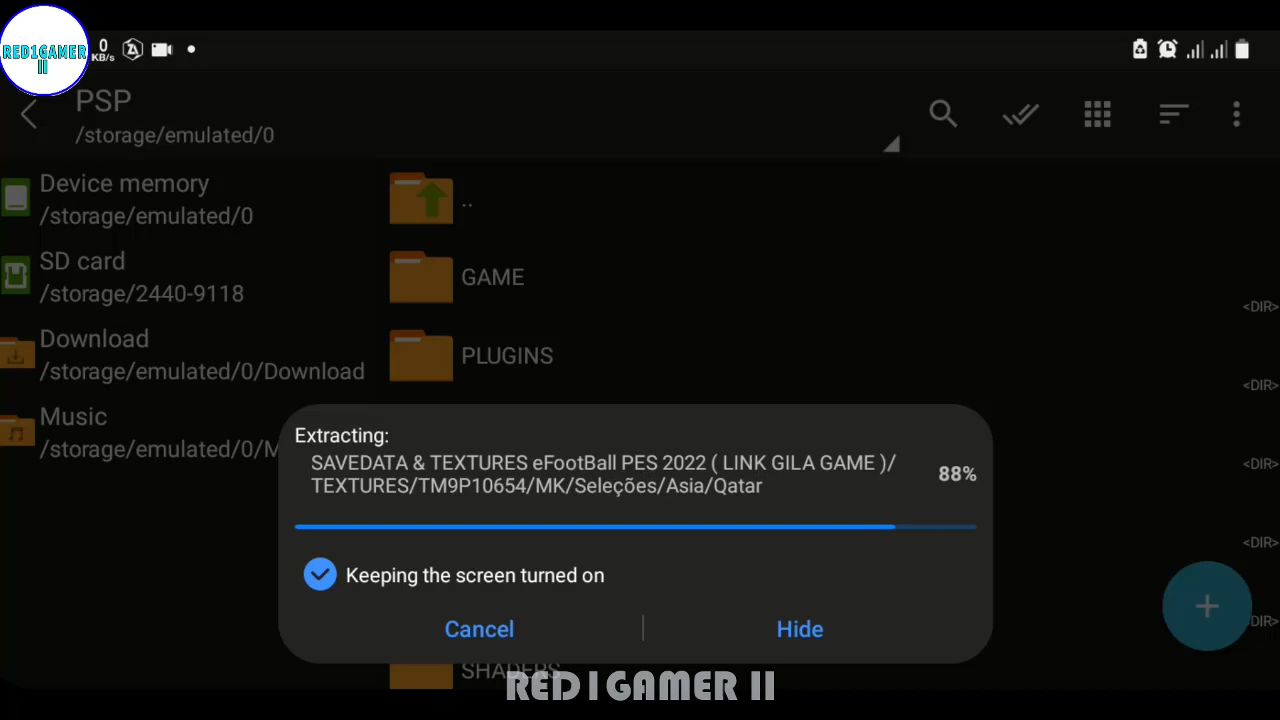 RED1GAMER
II
0
KB/s
PSP
/storage/emulated/0
Device memory
/storage/emulated/0
SD card
/storage/2440-9118
Download
/storage/emulated/0/Download
Music
/storage/emulated/0/M
..
GAME
<DIR>
PLUGINS
<DIR>
<DIR>
<DIR>
DIR>
SHADERS
Extracting:
SAVEDATA & TEXTURES eFootBall PES 2022 ( LINK GILA GAME )/
TEXTURES/TM9P10654/MK/Seleções/Asia/Qatar
88%
Keeping the screen turned on
Cancel
Hide
RED1GAMER II